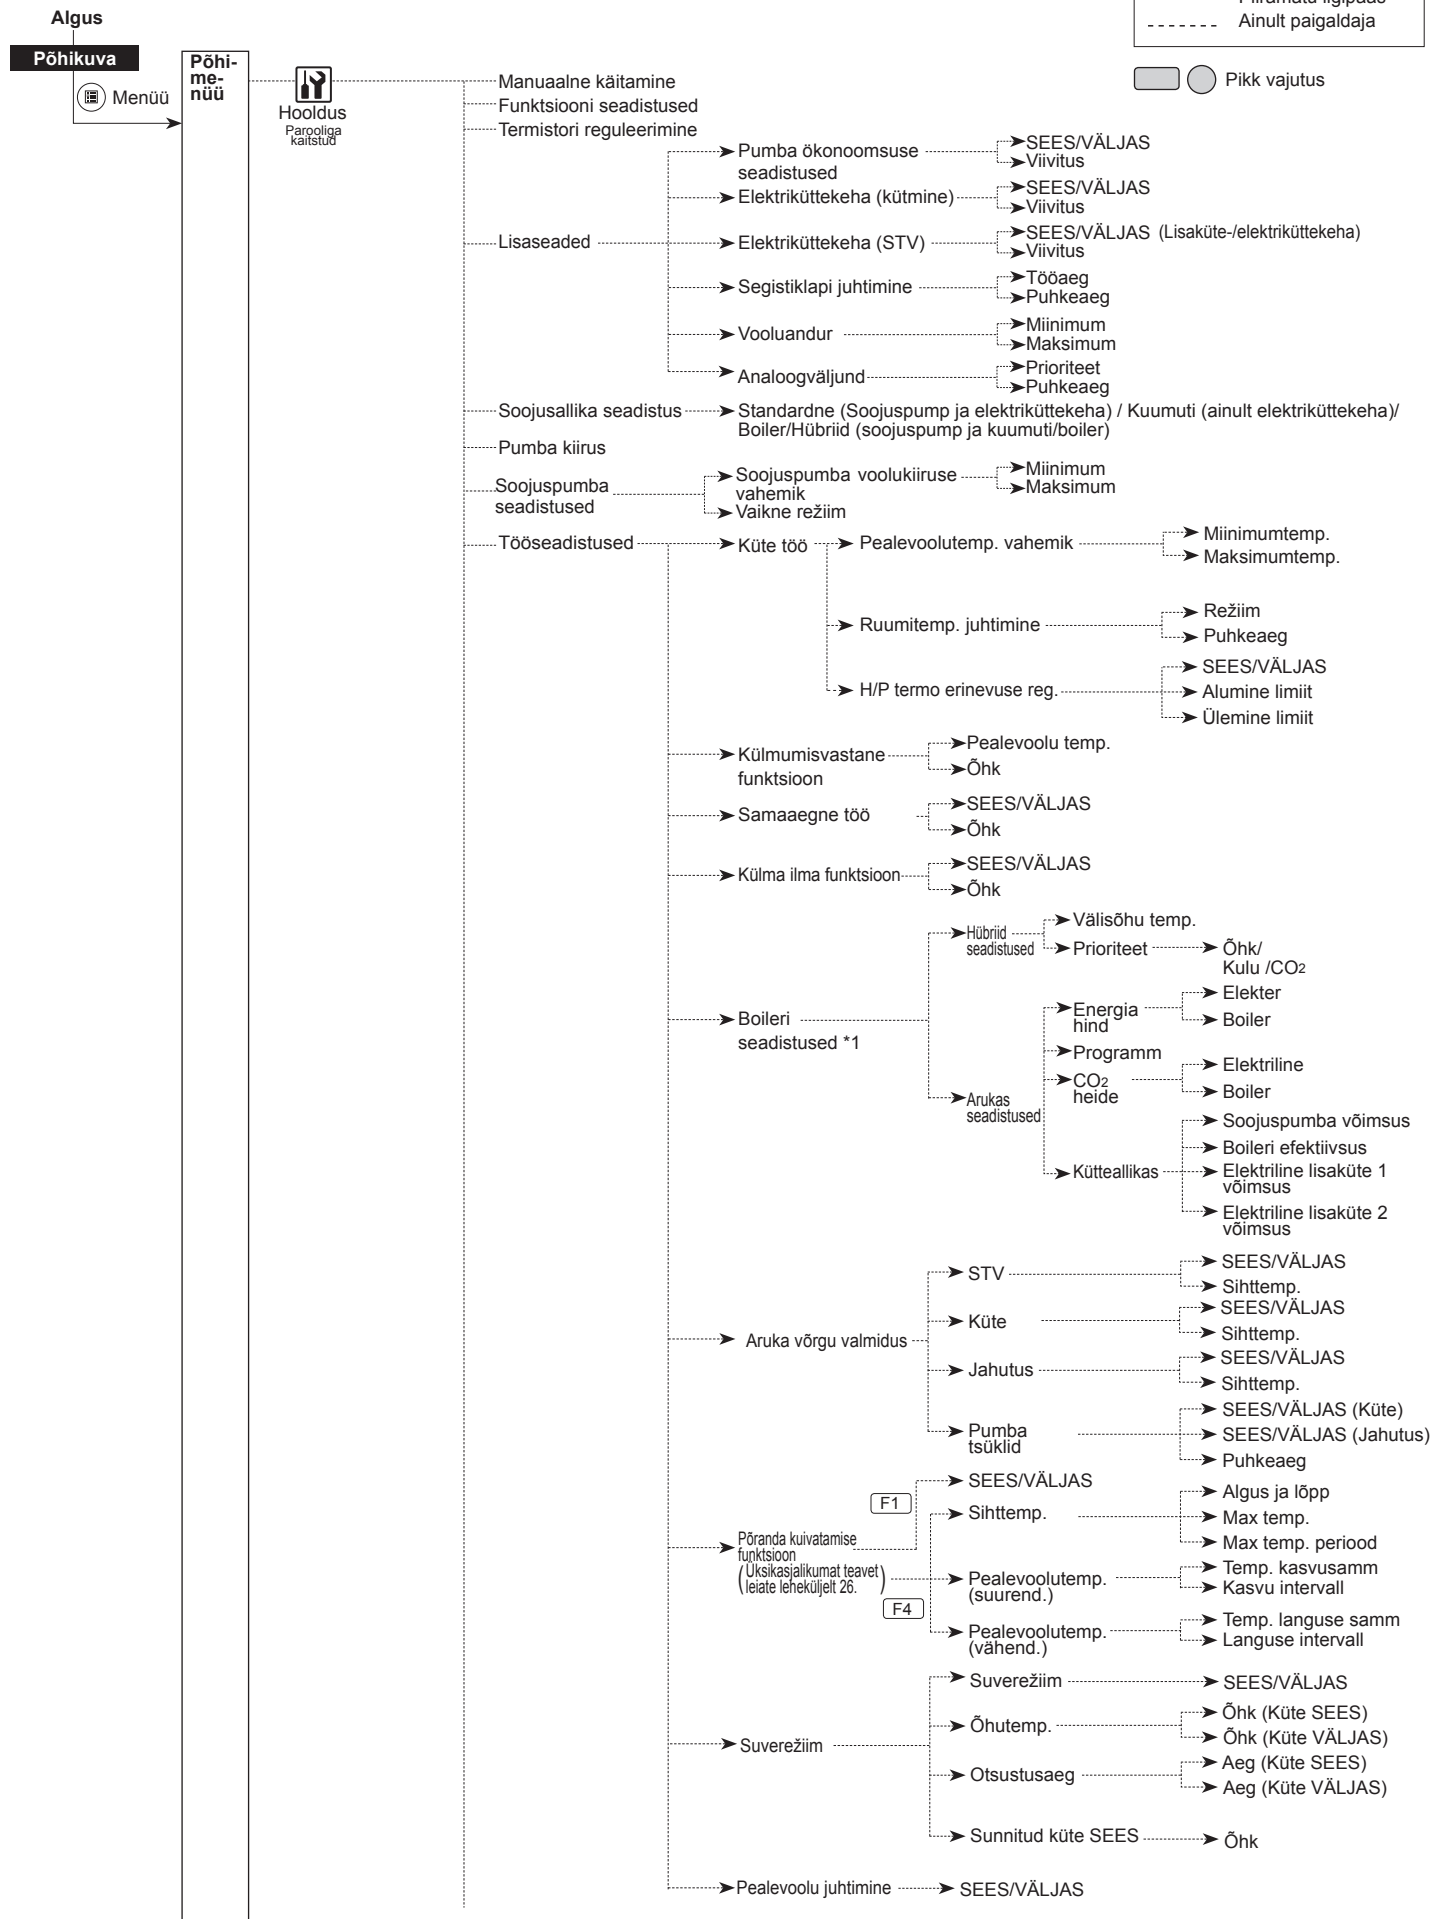 Algus
Piiramatu ligipääs
Ainult paigaldaja
Põhikuva
Menüü
Põhi-
me-
nüü
Pikk vajutus
Hooldus
Parooliga
kaitstud
Manuaalne käitamine
Funktsiooni seadistused
Termistori reguleerimine
Lisaseaded
Pumba ökonoomsuse
seadistused
SEES/VÄLJAS
Viivitus
Elektriküttekeha (kütmine)
SEES/VÄLJAS
Viivitus
Elektriküttekeha (STV)
SEES/VÄLJAS (Lisaküte-/elektriküttekeha)
Viivitus
Segistiklapi juhtimine
Tööaeg
Puhkeaeg
Vooluandur
Miinimum
Maksimum
Analoogväljund
Prioriteet
Puhkeaeg
Soojusallika seadistus
Standardne (Soojuspump ja elektriküttekeha) / Kuumuti (ainult elektriküttekeha)/
Boiler/Hübriid (soojuspump ja kuumuti/boiler)
Pumba kiirus
Soojuspumba
seadistused
Soojuspumba voolukiiruse
vahemik
Miinimum
Maksimum
Vaikne režiim
Tööseadistused
Küte töö
Pealevoolutemp. vahemik
Miinimumtemp.
Maksimumtemp.
Ruumitemp. juhtimine
Režiim
Puhkeaeg
H/P termo erinevuse reg.
SEES/VÄLJAS
Alumine limiit
Ülemine limiit
Külmumisvastane
funktsioon
Pealevoolu temp.
Õhk
Samaaegne töö
SEES/VÄLJAS
Õhk
Külma ilma funktsioon
SEES/VÄLJAS
Õhk
Boileri
seadistused *1
Hübriid
seadistused
Välisõhu temp.
Prioriteet
Õhk/
Kulu /CO2
Arukas
seadistused
Energia
hind
Elekter
Boiler
Programm
CO2
heide
Elektriline
Boiler
Kütteallikas
Soojuspumba võimsus
Boileri efektiivsus
Elektriline lisaküte 1
võimsus
Elektriline lisaküte 2
võimsus
Aruka võrgu valmidus
STV
SEES/VÄLJAS
Sihttemp.
Küte
SEES/VÄLJAS
Sihttemp.
Jahutus
SEES/VÄLJAS
Sihttemp.
Pumba
tsüklid
SEES/VÄLJAS (Küte)
SEES/VÄLJAS (Jahutus)
Puhkeaeg
Põranda kuivatamise
funktsioon
(Üksikasjalikumat teavet
leiate leheküljelt 26.)
F1
SEES/VÄLJAS
F4
Sihttemp.
Algus ja lõpp
Max temp.
Max temp. periood
Pealevoolutemp.
(suurend.)
Temp. kasvusamm
Kasvu intervall
Pealevoolutemp.
(vähend.)
Temp. languse samm
Languse intervall
Suverežiim
Suverežiim
SEES/VÄLJAS
Õhutemp.
Õhk (Küte SEES)
Õhk (Küte VÄLJAS)
Otsustusaeg
Aeg (Küte SEES)
Aeg (Küte VÄLJAS)
Sunnitud küte SEES
Õhk
Pealevoolu juhtimine
SEES/VÄLJAS